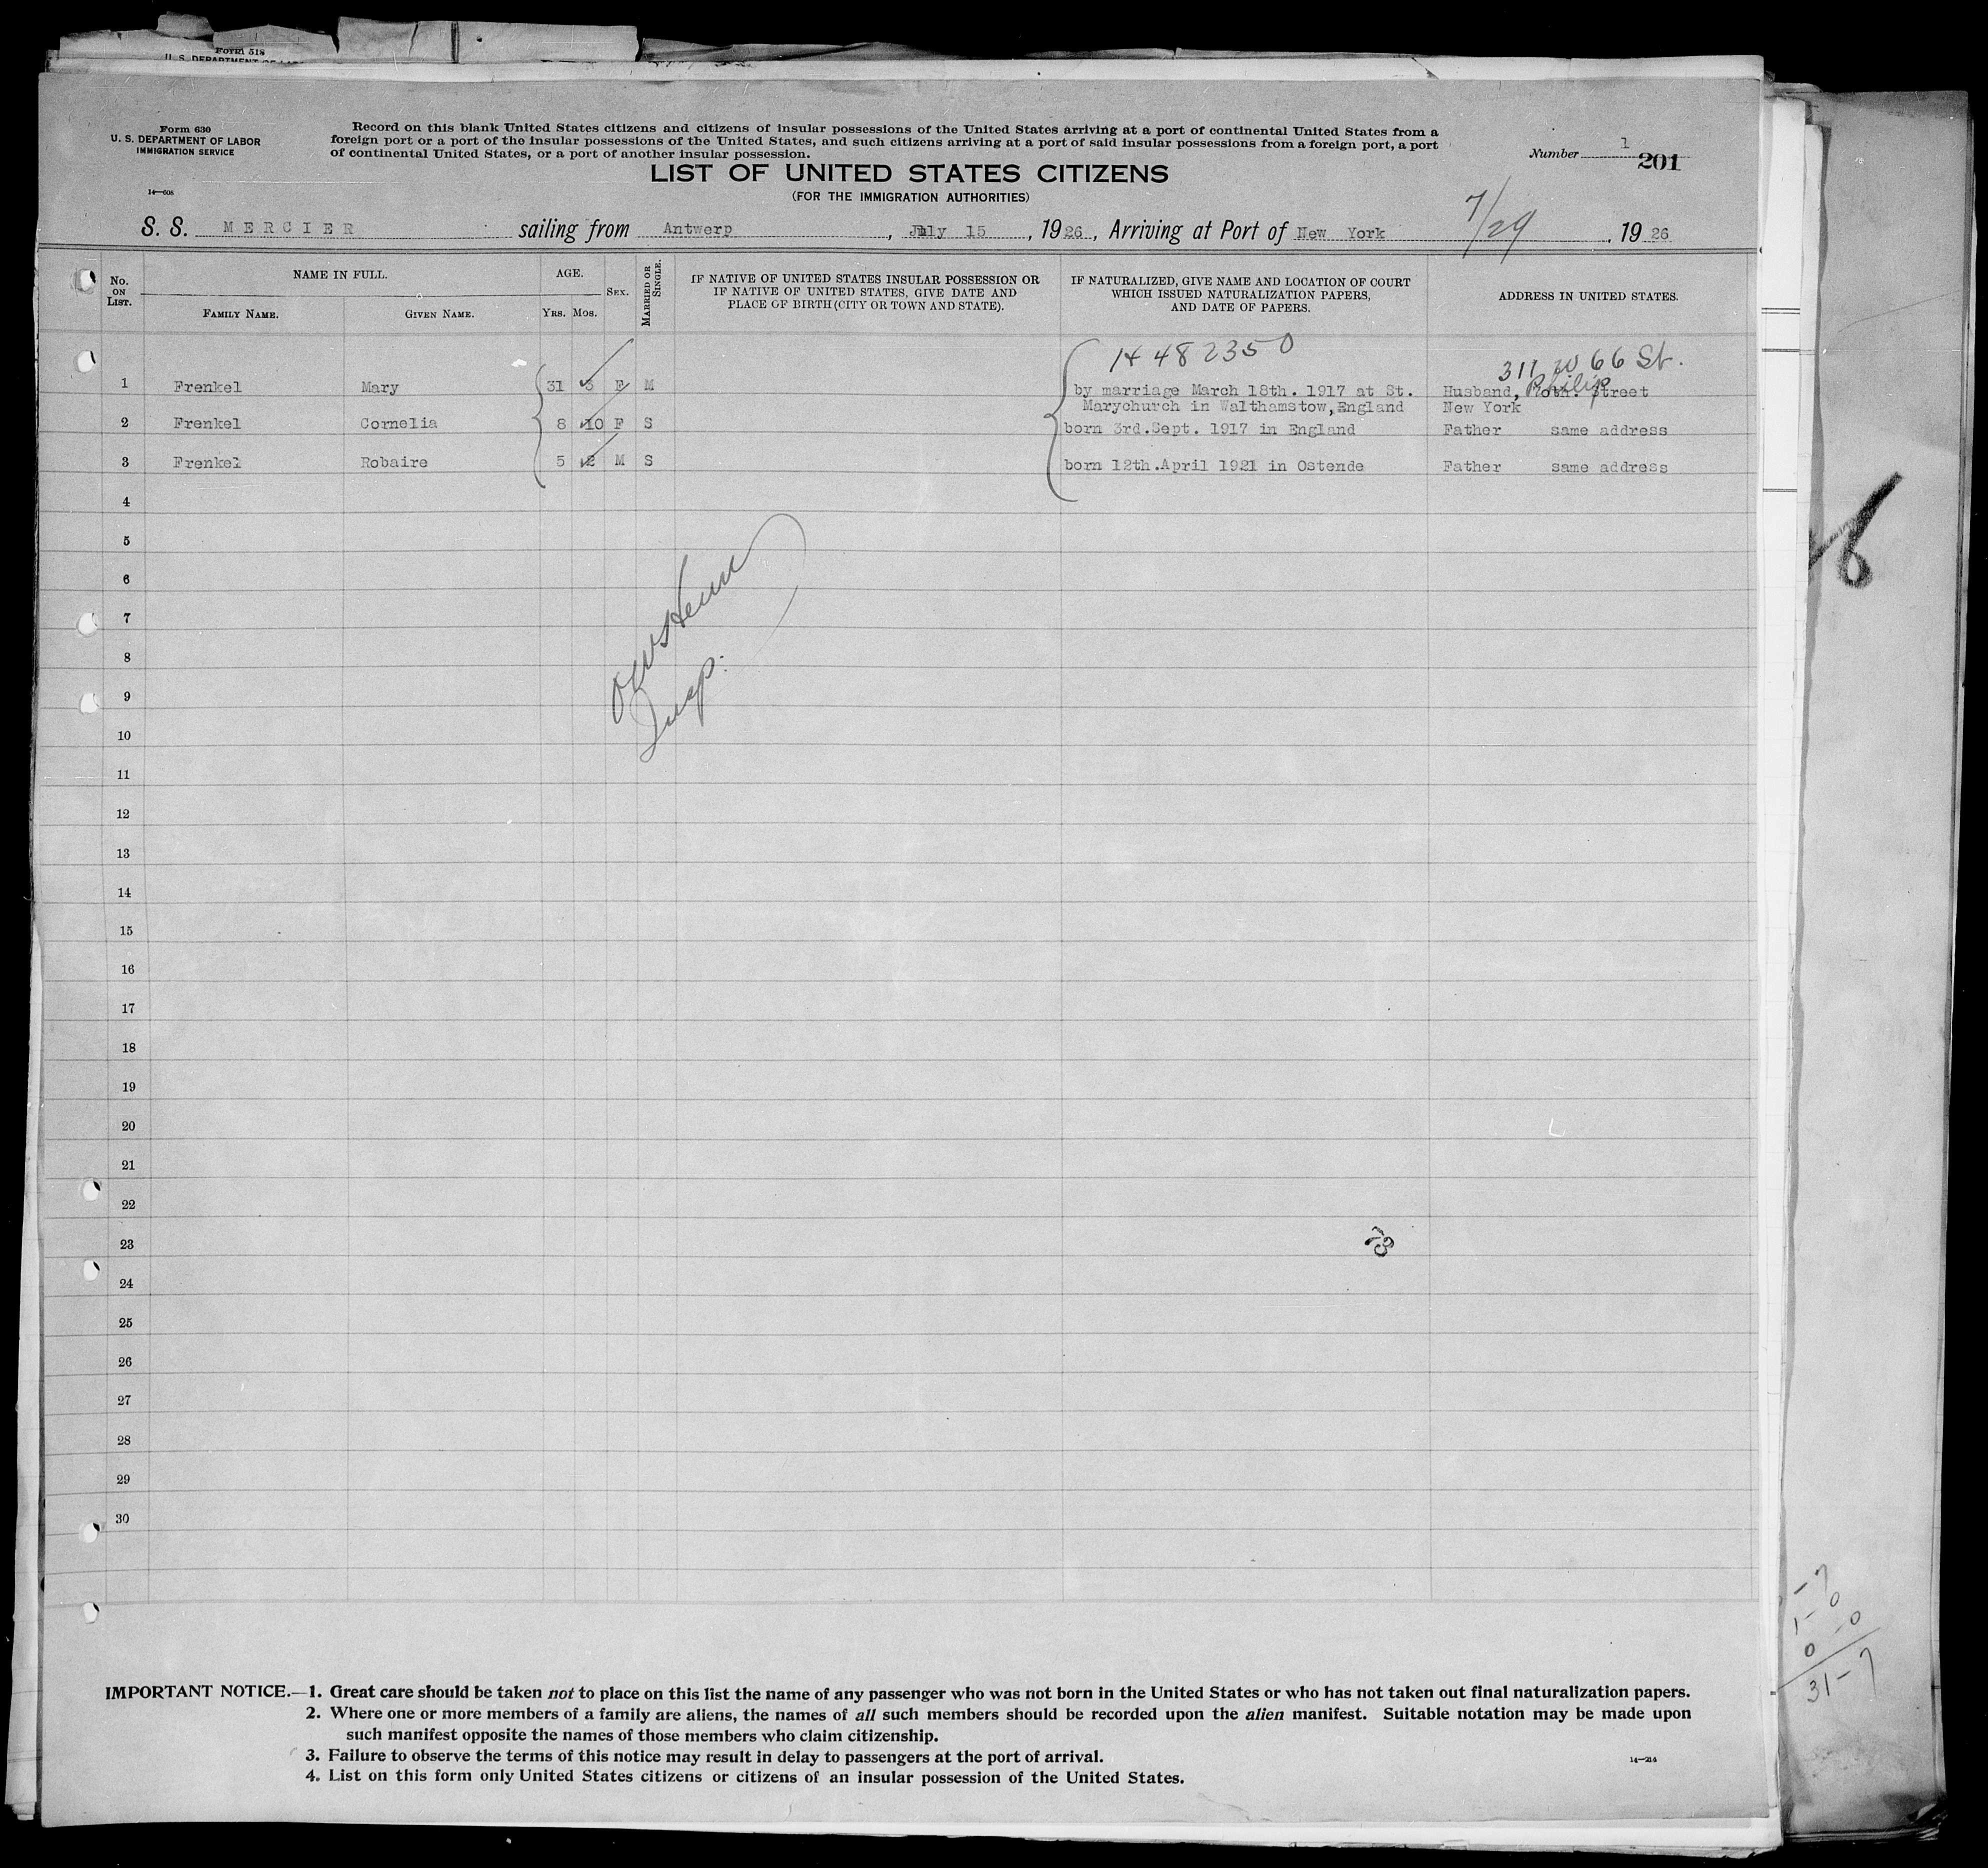 Form 518
Form 630
U. S. DEPARTMENT OF LABOR
IMMIGRATION SERVICE
14—608
Record on this blank United States citizens and citizens of insular possessions of the United States arriving at a port of continental United States from a
foreign port or a port of the insular possessions of the United States, and such citizens arriving at a port of said insular possessions from a foreign port, a port
of continental United States, or a port of another insular possession.
Number 1
201
LIST OF UNITED STATES CITIZENS
(FOR THE IMMIGRATION AUTHORITIES)
S. S. MERCIER sailing from Antwerp, July 15, 1926, Arriving at Port of New York 7/29, 1926
No. ON LIST. NAME IN FULL. AGE. SEX. MARRIED OR SINGLE. IF NATIVE OF UNITED STATES INSULAR POSSESSION OR IF NATIVE OF UNITED STATES, GIVE DATE AND PLACE OF BIRTH (CITY OR TOWN AND STATE). IF NATURALIZED, GIVE NAME AND LOCATION OF COURT WHICH ISSUED NATURALIZATION PAPERS, AND DATE OF PAPERS. ADDRESS IN UNITED STATES.
FAMILY NAME. GIVEN NAME. YRS. MOS.
14482350 311 W 66 St.
1 Frenkel Mary 31 3 F M by marriage March 18th. 1917 at St. Husband, Philip Street
Marychurch in Walthamstow, England New York
2 Frenkel Cornelia 8 10 F S born 3rd.Sept. 1917 in England Father same address
3 Frenkel Robaire 5 2 M S born 12th.April 1921 in Ostende Father same address
4
5
6
7
8
9
Insp.
10
11
12
13
14
15
16
17
18
19
20
21
22
23
24
25
26
27
28
29
30
31-7
IMPORTANT NOTICE.—1. Great care should be taken not to place on this list the name of any passenger who was not born in the United States or who has not taken out final naturalization papers.
2. Where one or more members of a family are aliens, the names of all such members should be recorded upon the alien manifest. Suitable notation may be made upon
such manifest opposite the names of those members who claim citizenship.
3. Failure to observe the terms of this notice may result in delay to passengers at the port of arrival.
14—214
4. List on this form only United States citizens or citizens of an insular possession of the United States.